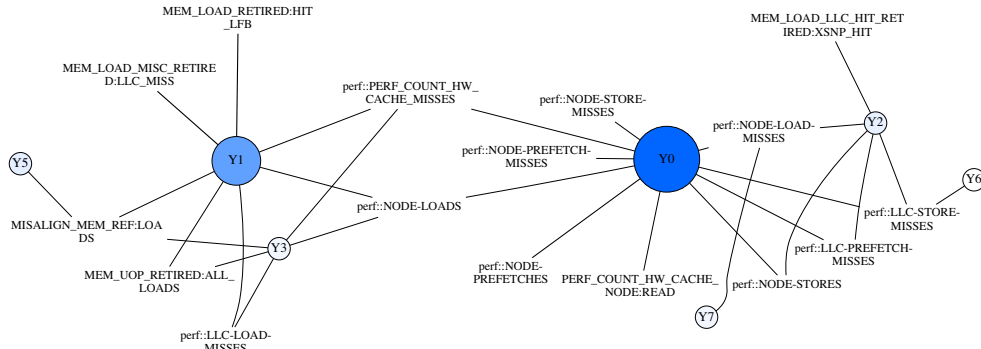 MEM_LOAD_RETIRED:HIT
_LFB
MEM_LOAD_LLC_HIT_RET
IRED:XSNP_HIT
MEM_LOAD_MISC_RETIRE
D:LLC_MISS
perf::PERF_COUNT_HW_
CACHE_MISSES
perf::NODE-STORE-
MISSES
perf::NODE-LOAD-
MISSES
Y2
perf::NODE-PREFETCH-
MISSES
Y5
Y1
Y0
Y6
MISALIGN_MEM_REF:LOA
DS
perf::NODE-LOADS
perf::LLC-STORE-
MISSES
Y3
perf::LLC-PREFETCH-
MISSES
MEM_UOP_RETIRED:ALL_
LOADS
perf::NODE-
PREFETCHES
PERF_COUNT_HW_CACHE_
NODE:READ
perf::NODE-STORES
Y7
perf::LLC-LOAD-
MISSES